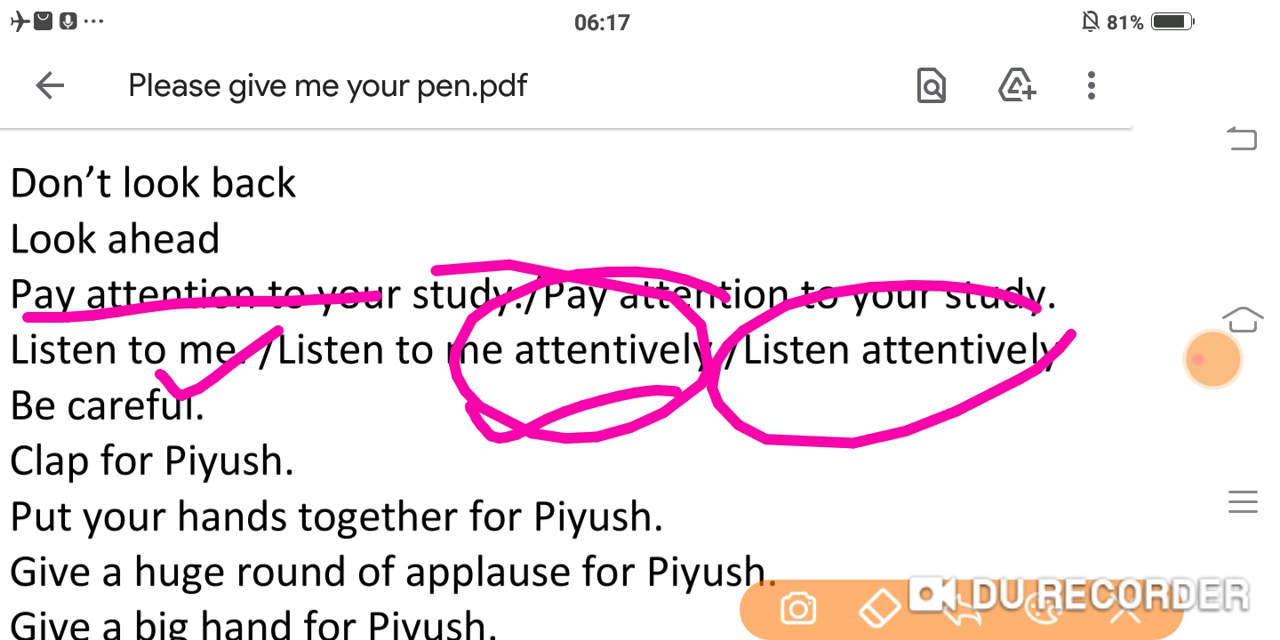 06:17
81%
Please give me your pen.pdf
Don’t look back
Look ahead
Pay attention to your study./Pay attention to your study.
Listen to me. /Listen to me attentively /Listen attentively
Be careful.
Clap for Piyush.
Put your hands together for Piyush.
Give a huge round of applause for Piyush.
Give a big hand for Piyush.
DU RECORDER